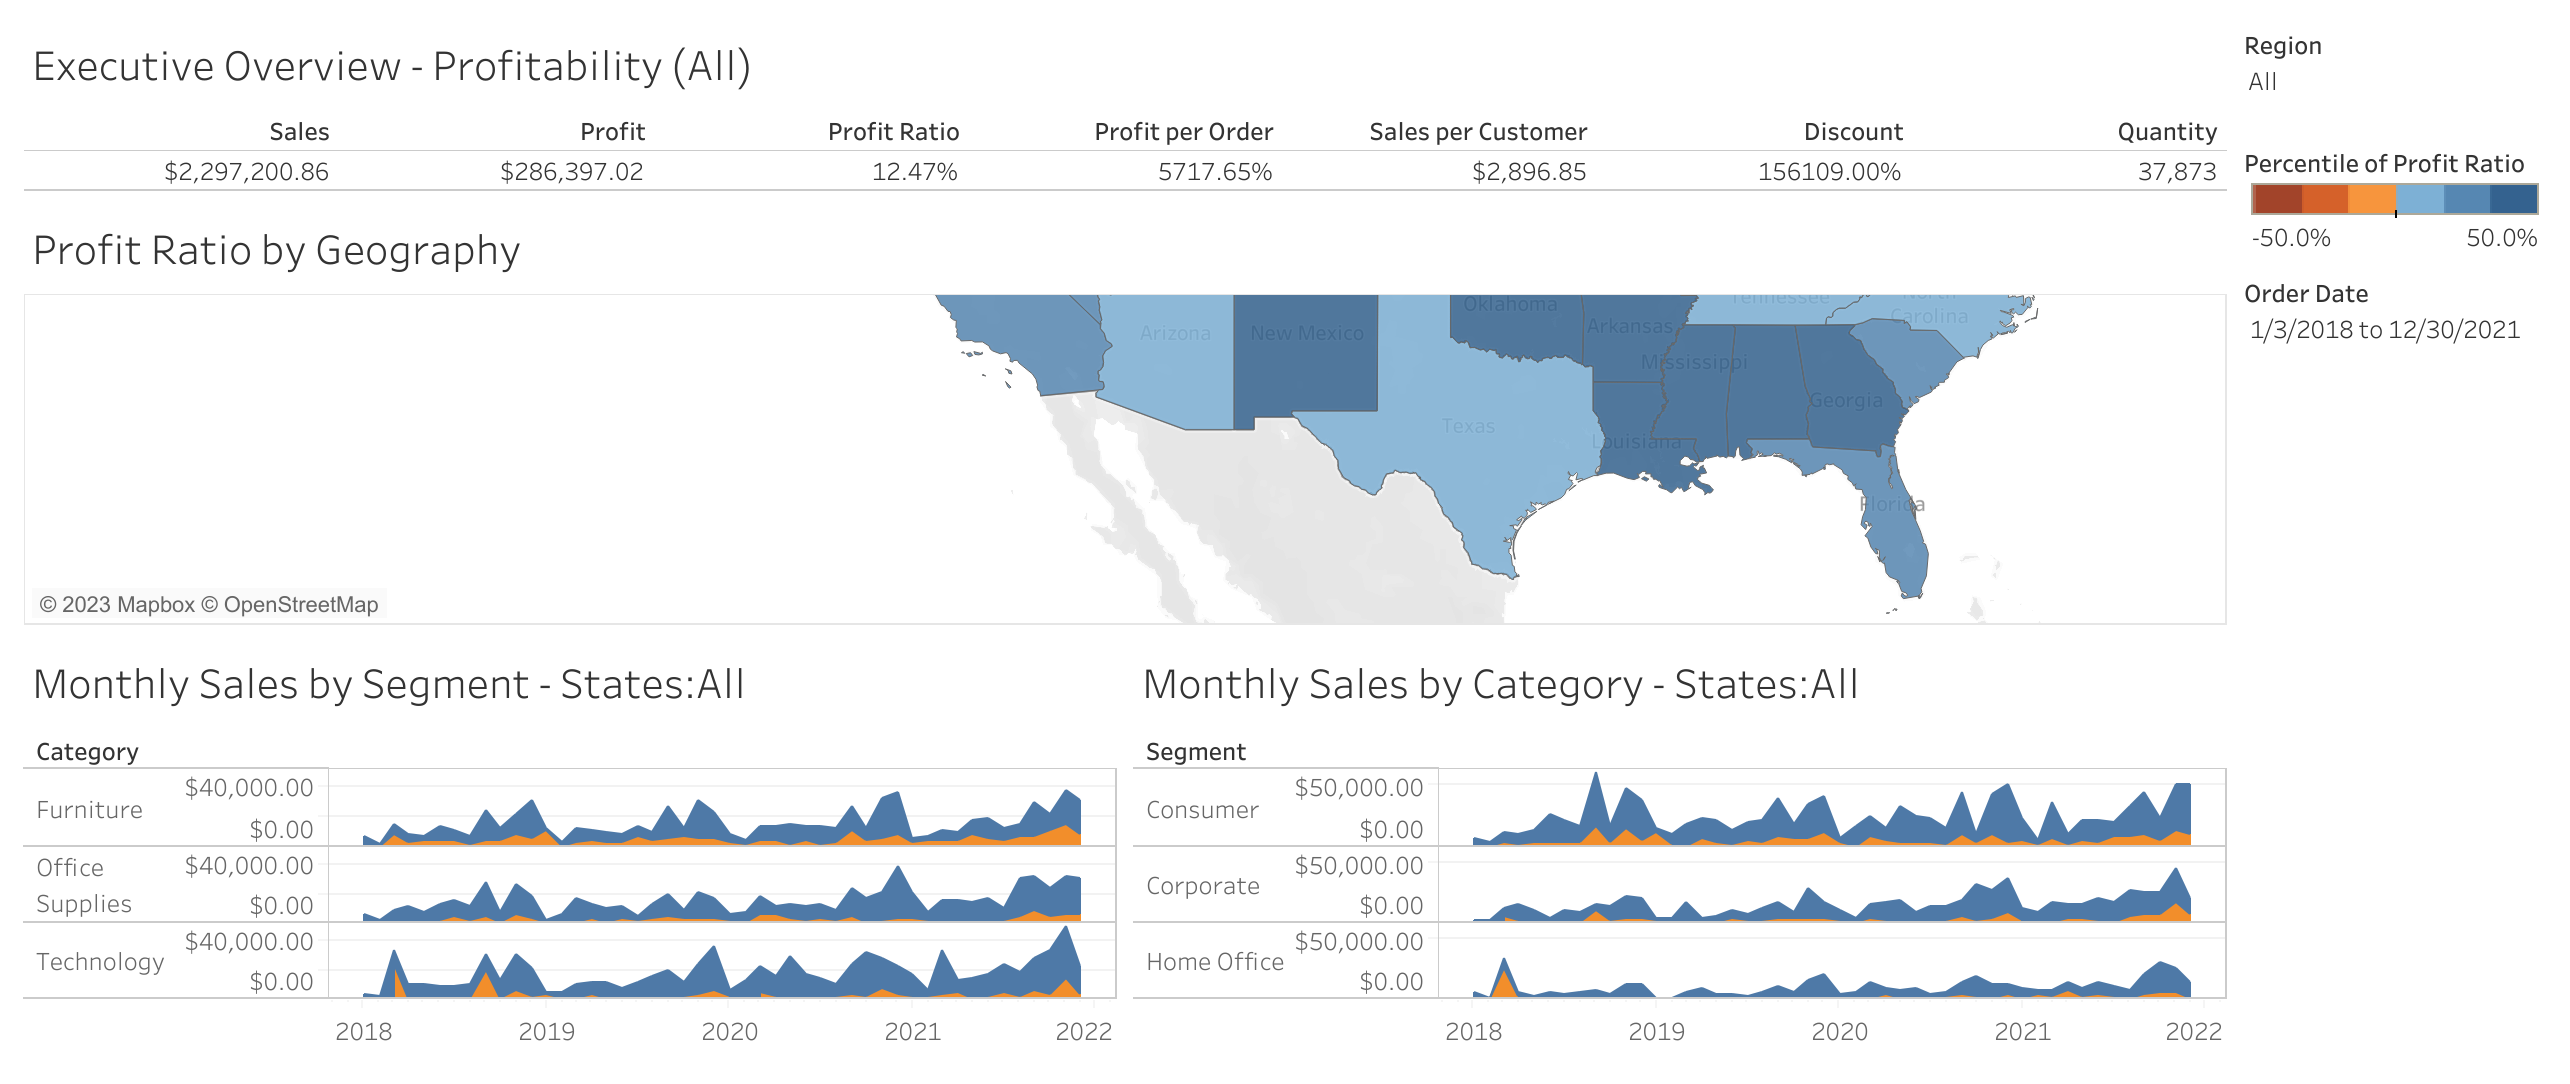 Executive Overview - Profitability (All)
Sales Profit Profit Ratio Profit per Order Sales per Customer Discount Quantity
$2,297,200.86 $286,397.02 12.47% 5717.65% $2,896.85 156109.00% 37,873
Region
All
Percentile of Profit Ratio
-50.0% 50.0%
Order Date
1/3/2018 to 12/30/2021
Profit Ratio by Geography
Tennessee
North
Carolina
Oklahoma
Arkansas
Arizona
New Mexico
Mississippi
Georgia
Texas
Louisiana
Florida
© 2023 Mapbox © OpenStreetMap
Monthly Sales by Segment - States:All
Category
Furniture
$40,000.00
$0.00
Office
Supplies
$40,000.00
$0.00
Technology
$40,000.00
$0.00
2018 2019 2020 2021 2022
Monthly Sales by Category - States:All
Segment
Consumer
$50,000.00
$0.00
Corporate
$50,000.00
$0.00
Home Office
$50,000.00
$0.00
2018 2019 2020 2021 2022